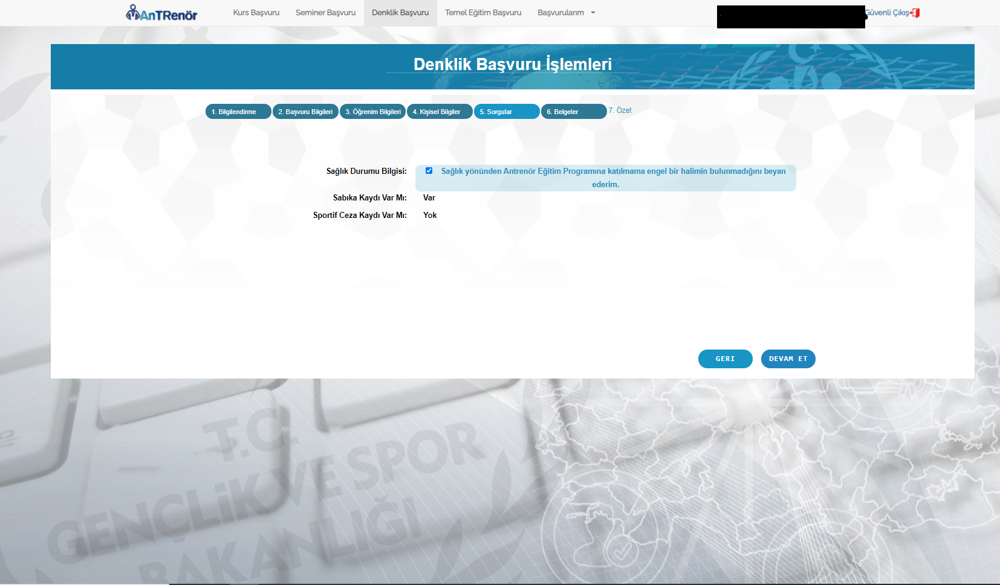 AnTRenör
Kurs Başvuru Seminer Başvuru Denklik Başvuru Temel Eğitim Başvuru Başvurularım Güvenli Çıkış
Denklik Başvuru İşlemleri
1. Bilgilendirme 2. Başvuru Bilgileri 3. Öğrenim Bilgileri 4. Kişisel Bilgiler 5. Sorgular 6. Belgeler 7. Özet
Sağlık Durumu Bilgisi: Sağlık yönünden Antrenör Eğitim Programına katılmama engel bir halimin bulunmadığını beyan
ederim.
Sabıka Kaydı Var Mı: Var
Sportif Ceza Kaydı Var Mı: Yok
GERI DEVAM ET
T.C.
GENÇLİK VE SPOR
BAKANLIĞI